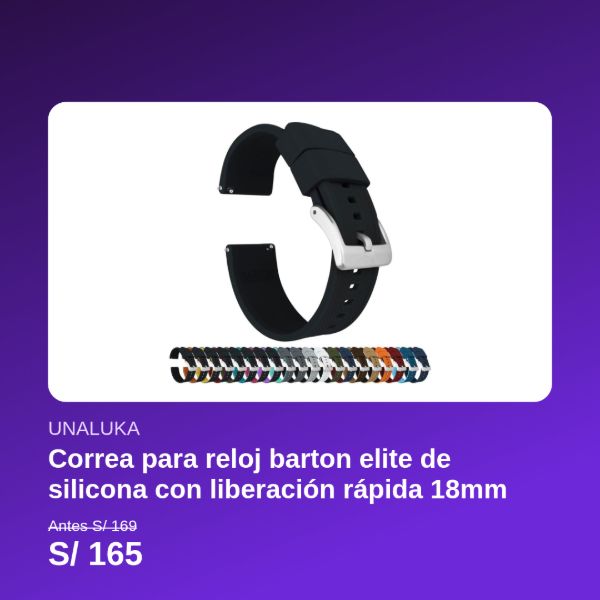 UNALUKA
Correa para reloj barton elite de
silicona con liberación rápida 18mm
Antes S/ 169
S/ 165